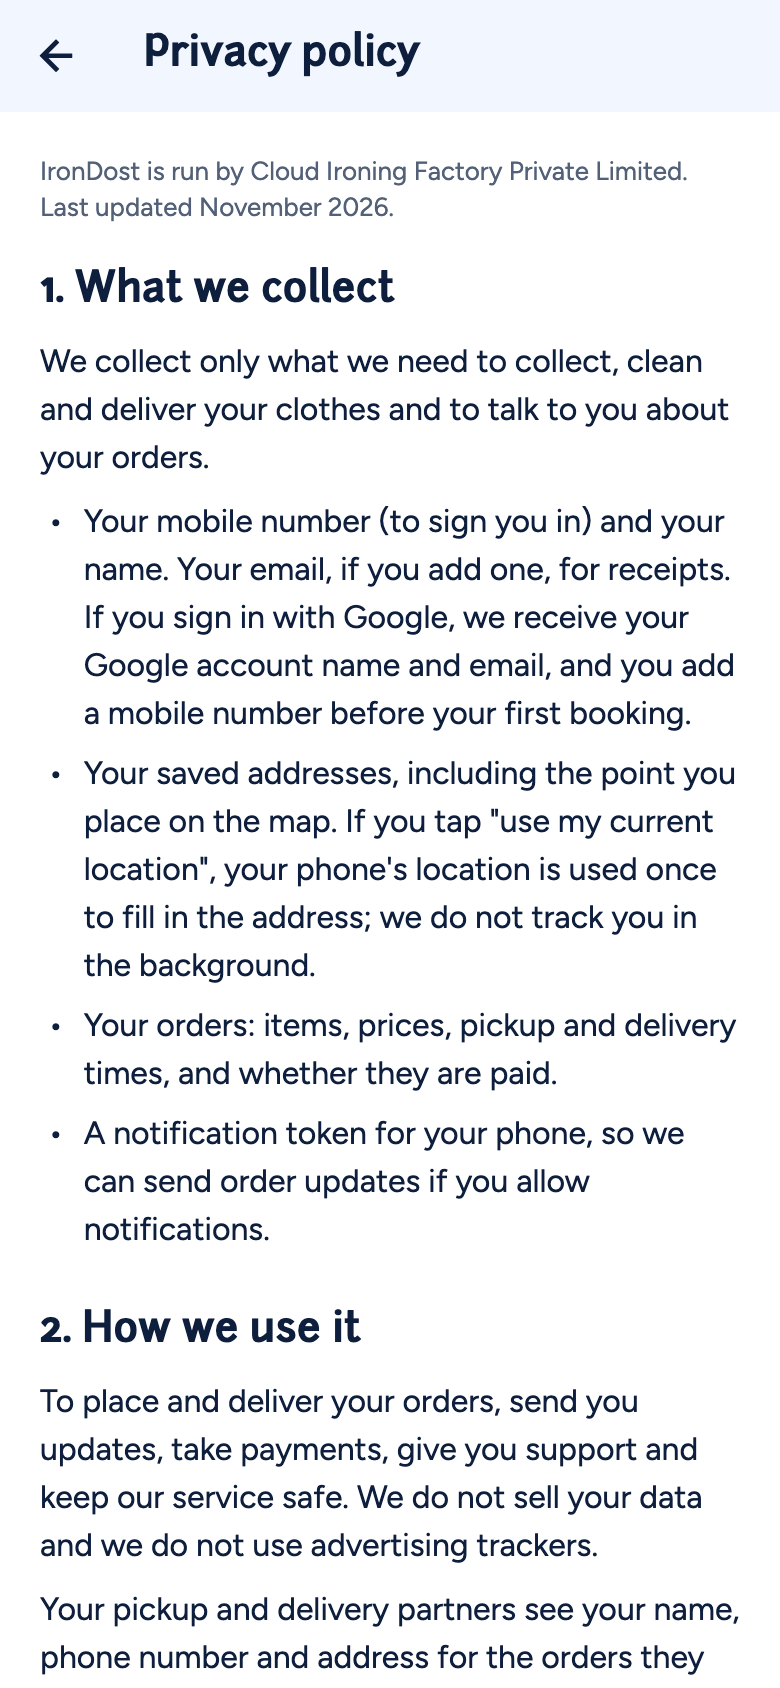 Privacy policy
IronDost is run by Cloud Ironing Factory Private Limited.
Last updated November 2026.
1. What we collect
We collect only what we need to collect, clean
and deliver your clothes and to talk to you about
your orders.
• Your mobile number (to sign you in) and your
name. Your email, if you add one, for receipts.
If you sign in with Google, we receive your
Google account name and email, and you add
a mobile number before your first booking.
• Your saved addresses, including the point you
place on the map. If you tap "use my current
location", your phone's location is used once
to fill in the address; we do not track you in
the background.
• Your orders: items, prices, pickup and delivery
times, and whether they are paid.
• A notification token for your phone, so we
can send order updates if you allow
notifications.
2. How we use it
To place and deliver your orders, send you
updates, take payments, give you support and
keep our service safe. We do not sell your data
and we do not use advertising trackers.
Your pickup and delivery partners see your name,
phone number and address for the orders they